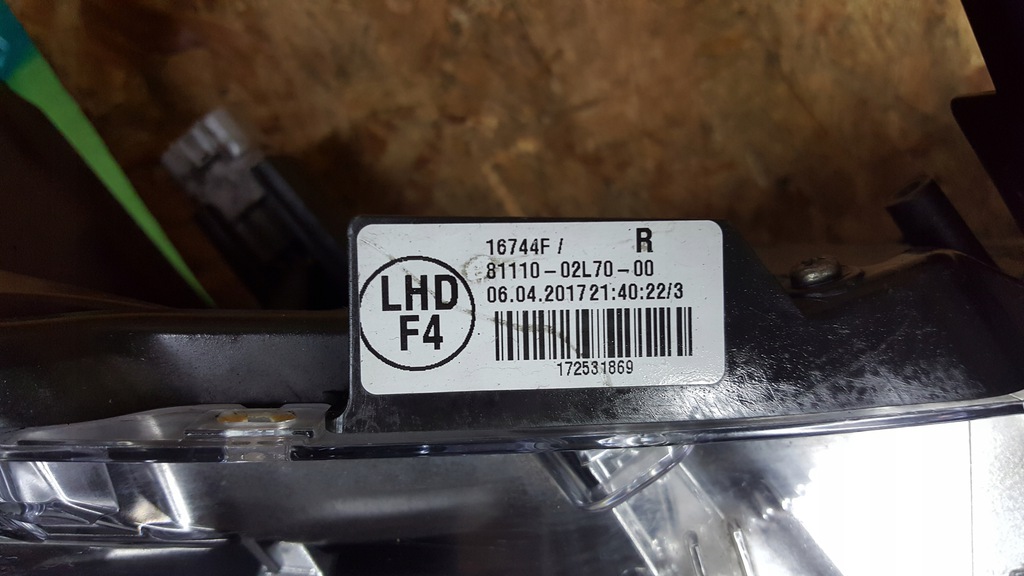 16744F / R
81110-02L70-00
LHD
F4
06.04.2017 21:40:22/3
172531869